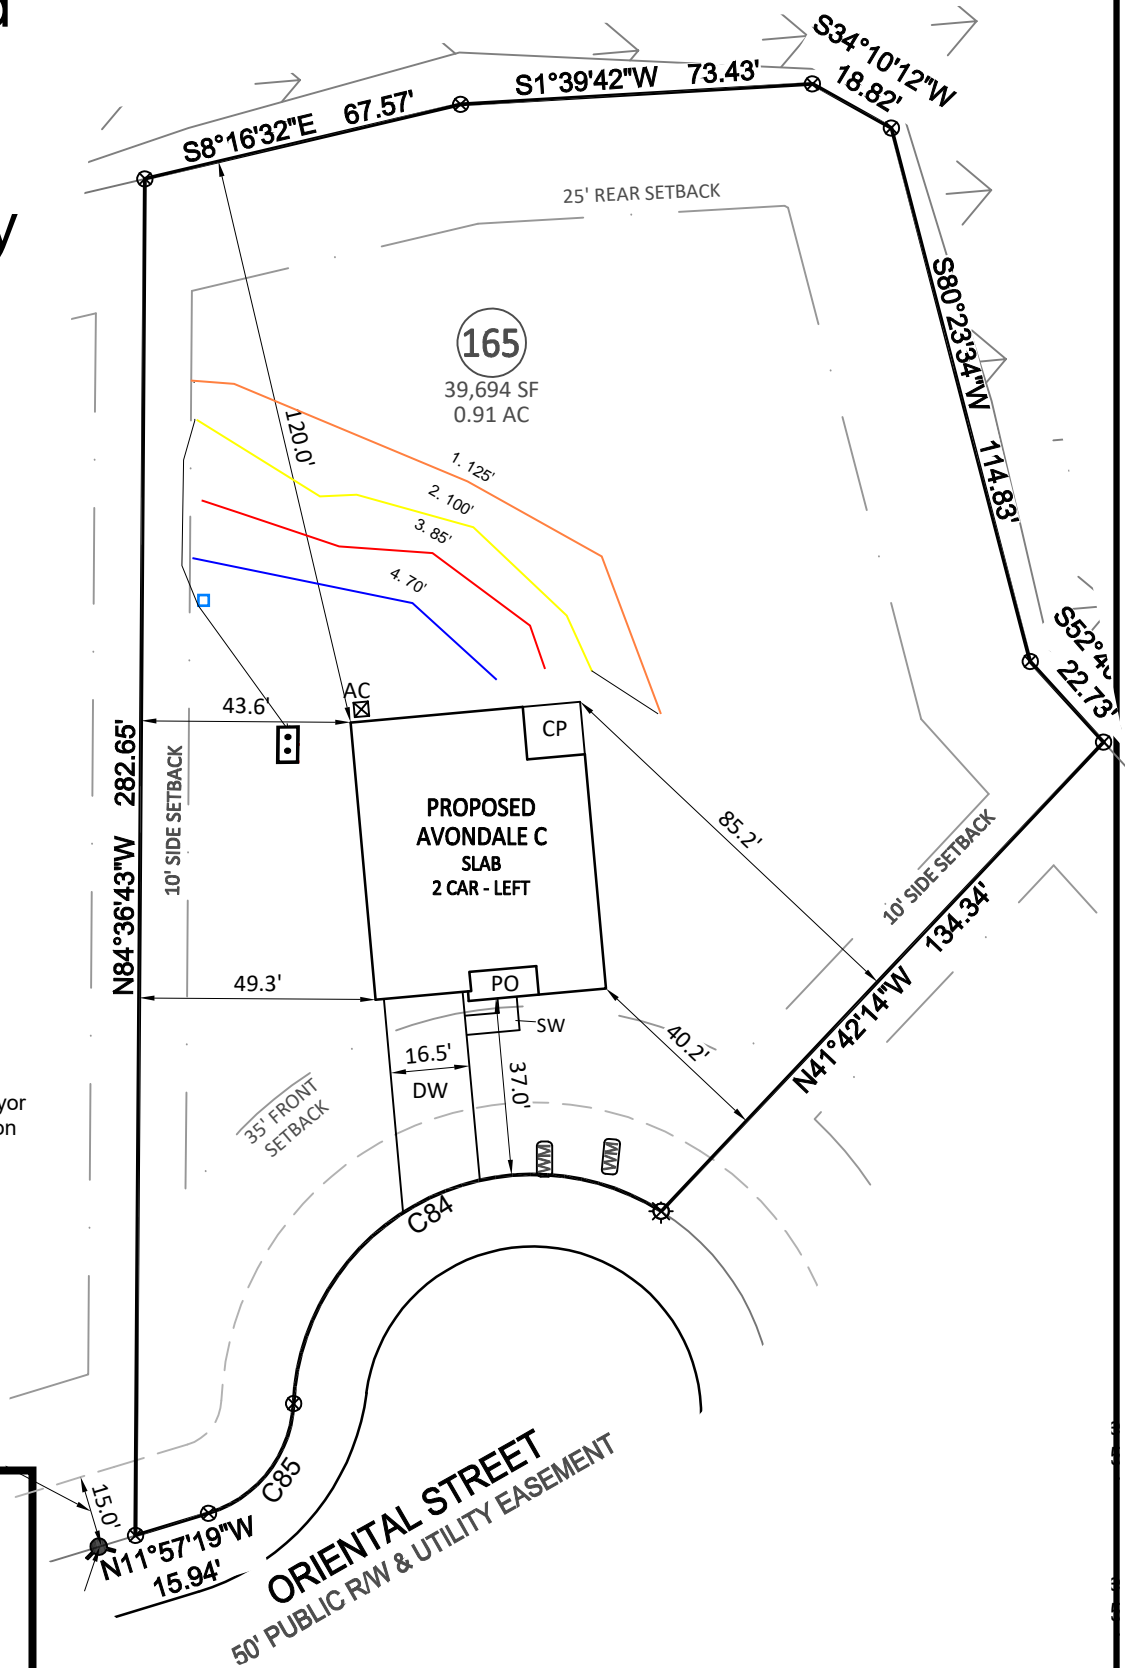 y
S8°16'32"E 67.57'
S1°39'42"W 73.43'
S34°10'12"W
18.82'
25' REAR SETBACK
165
39,694 SF
0.91 AC
S80°23'34"W 114.83'
120.0'
1. 125'
2. 100'
3. 85'
4. 70'
S52°40
22.73'
AC
43.6'
CP
N84°36'43"W 282.65'
10' SIDE SETBACK
PROPOSED
AVONDALE C
SLAB
2 CAR - LEFT
85.2'
10' SIDE SETBACK
N41°42'14"W 134.34'
49.3'
PO
SW
16.5'
DW
37.0'
40.2'
yor
on
35' FRONT
SETBACK
WM
WM
C84
C85
15.0'
N11°57'19"W
15.94'
ORIENTAL STREET
50' PUBLIC R/W & UTILITY EASEMENT